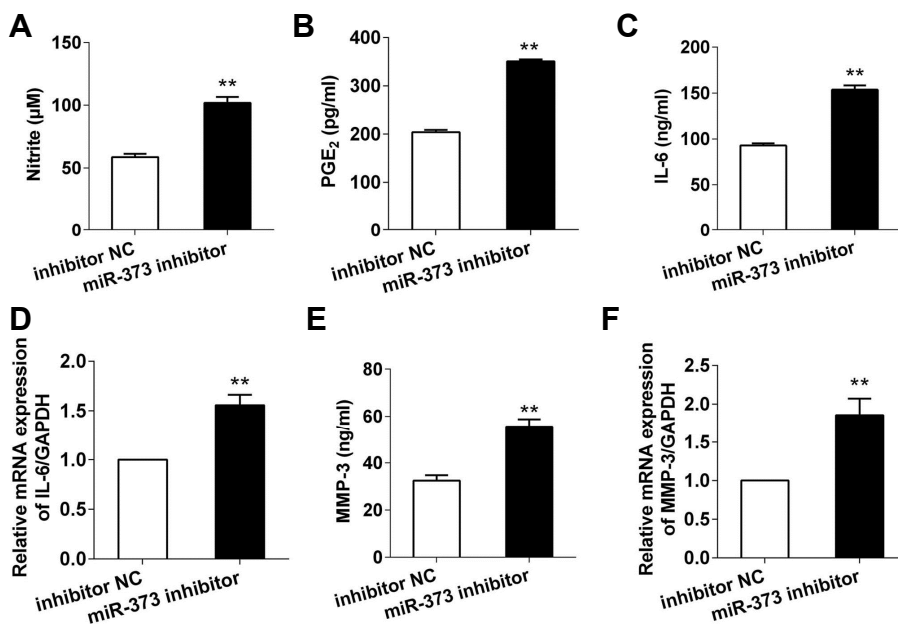 A
Nitrite (μM)
150
100
50
0
**
inhibitor NC
miR-373 inhibitor
B
PGE2 (pg/ml)
400
300
200
100
0
**
inhibitor NC
miR-373 inhibitor
C
IL-6 (ng/ml)
200
150
100
50
0
**
inhibitor NC
miR-373 inhibitor
D
Relative mRNA expression
of IL-6/GAPDH
2.0
1.5
1.0
0.5
0.0
**
inhibitor NC
miR-373 inhibitor
E
MMP-3 (ng/ml)
80
60
40
20
0
**
inhibitor NC
miR-373 inhibitor
F
Relative mRNA expression
of MMP-3/GAPDH
2.5
2.0
1.5
1.0
0.5
0.0
**
inhibitor NC
miR-373 inhibitor